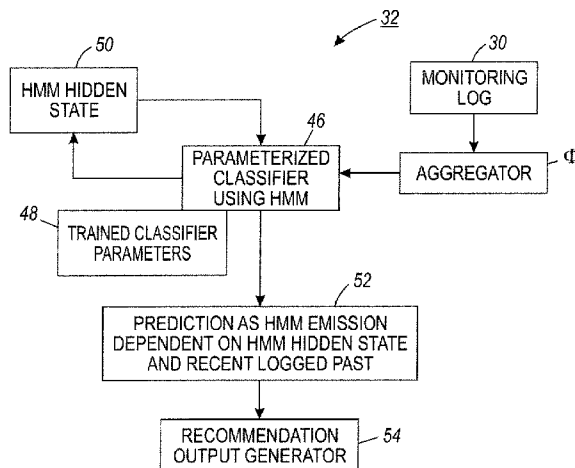 32
50
HMM HIDDEN
STATE
30
MONITORING
LOG
46
PARAMETERIZED
CLASSIFIER
USING HMM
AGGREGATOR
Φ
48
TRAINED CLASSIFIER
PARAMETERS
52
PREDICTION AS HMM EMISSION
DEPENDENT ON HMM HIDDEN STATE
AND RECENT LOGGED PAST
RECOMMENDATION
OUTPUT GENERATOR
54